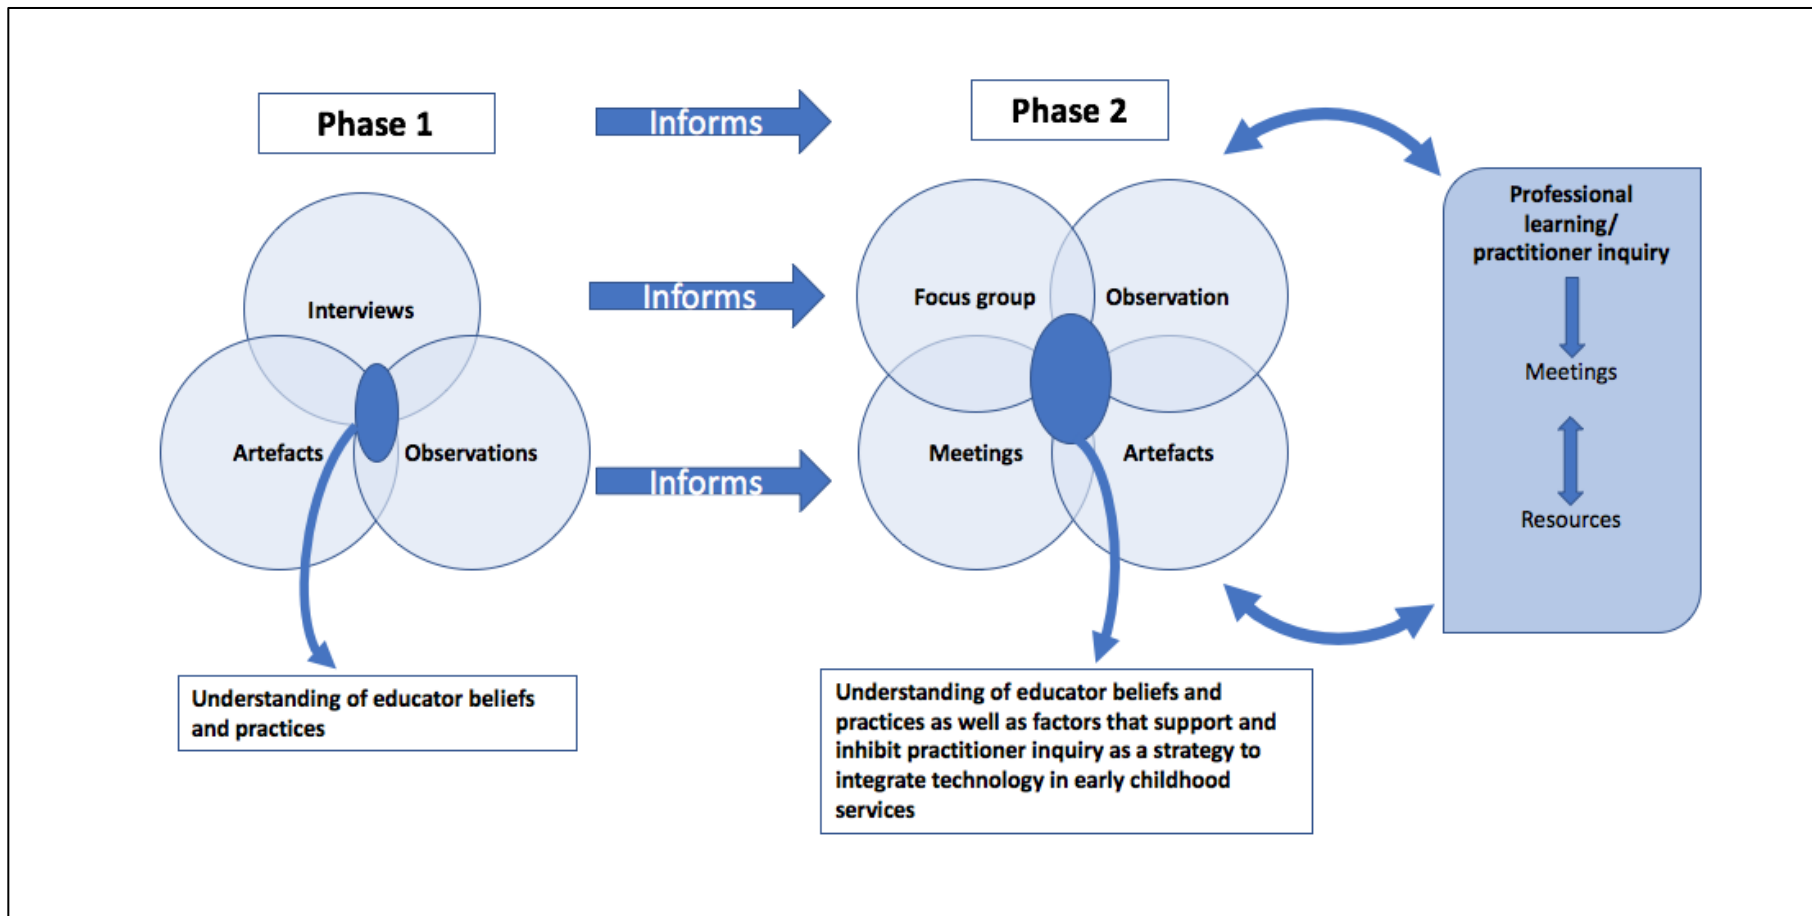 Phase 1
Informs
Phase 2
Informs
Informs
Interviews
Artefacts
Observations
Understanding of educator beliefs
and practices
Focus group
Observation
Meetings
Artefacts
Understanding of educator beliefs and
practices as well as factors that support and
inhibit practitioner inquiry as a strategy to
integrate technology in early childhood
services
Professional
learning/
practitioner inquiry
Meetings
Resources